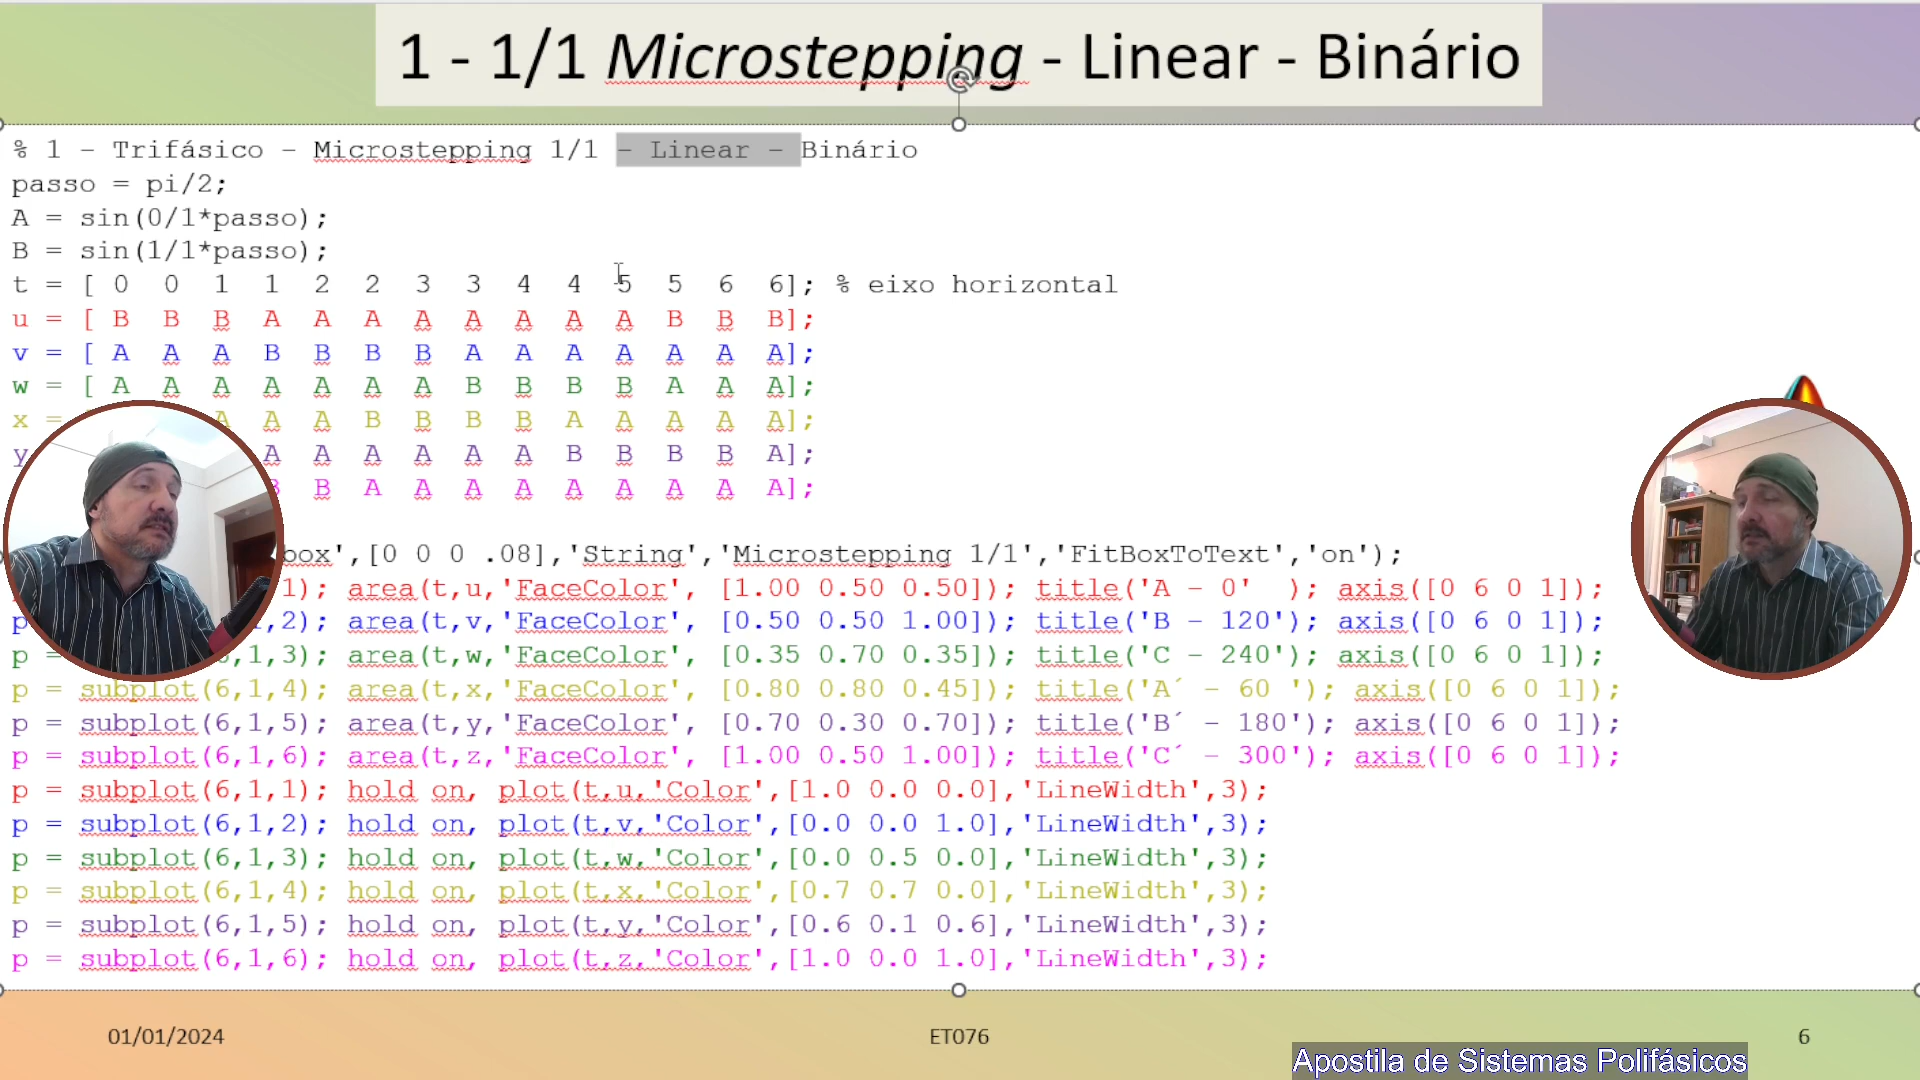 1 - 1/1 Microstepping - Linear - Binário
% 1 - Trifásico - Microstepping 1/1 - Linear - Binário
passo = pi/2;
A = sin(0/1*passo);
B = sin(1/1*passo);
t = [ 0 0 1 1 2 2 3 3 4 4 5 5 6 6]; % eixo horizontal
u = [ B B B A A A A A A A A B B B];
v = [ A A A B B B B A A A A A A A];
w = [ A A A A A A A B B B B A A A];
x = A A A B B B B A A A A A];
y A A A A A A B B B B A];
B A A A A A A A A A];
box',[0 0 0 .08],'String','Microstepping 1/1','FitBoxToText','on');
1); area(t,u,'FaceColor', [1.00 0.50 0.50]); title('A - 0' ); axis([0 6 0 1]);
p ,2); area(t,v,'FaceColor', [0.50 0.50 1.00]); title('B - 120'); axis([0 6 0 1]);
p ,1,3); area(t,w,'FaceColor', [0.35 0.70 0.35]); title('C - 240'); axis([0 6 0 1]);
p = subplot(6,1,4); area(t,x,'FaceColor', [0.80 0.80 0.45]); title('A´ - 60 '); axis([0 6 0 1]);
p = subplot(6,1,5); area(t,y,'FaceColor', [0.70 0.30 0.70]); title('B´ - 180'); axis([0 6 0 1]);
p = subplot(6,1,6); area(t,z,'FaceColor', [1.00 0.50 1.00]); title('C´ - 300'); axis([0 6 0 1]);
p = subplot(6,1,1); hold on, plot(t,u,'Color',[1.0 0.0 0.0],'LineWidth',3);
p = subplot(6,1,2); hold on, plot(t,v,'Color',[0.0 0.0 1.0],'LineWidth',3);
p = subplot(6,1,3); hold on, plot(t,w,'Color',[0.0 0.5 0.0],'LineWidth',3);
p = subplot(6,1,4); hold on, plot(t,x,'Color',[0.7 0.7 0.0],'LineWidth',3);
p = subplot(6,1,5); hold on, plot(t,y,'Color',[0.6 0.1 0.6],'LineWidth',3);
p = subplot(6,1,6); hold on, plot(t,z,'Color',[1.0 0.0 1.0],'LineWidth',3);
01/01/2024
ET076
6
Apostila de Sistemas Polifásicos